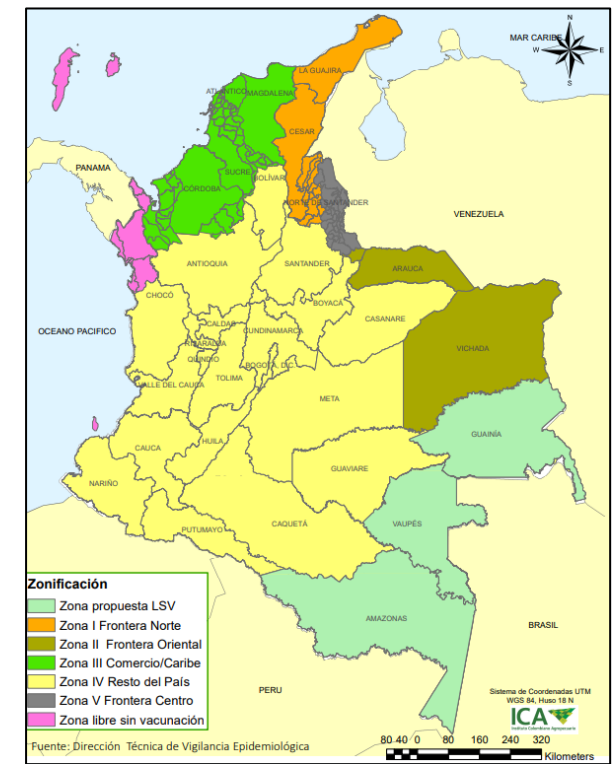 N
MAR CARIBE
W
E
S
LA GUAJIRA
ATLÁNTICO
MAGDALENA
CESAR
PANAMA
SUCRE
BOLÍVAR
CÓRDOBA
NORTE DE SANTANDER
VENEZUELA
ANTIOQUIA
SANTANDER
ARAUCA
CHOCÓ
BOYACÁ
CASANARE
OCEANO PACIFICO
CALDAS
CUNDINAMARCA
RISARALDA
VICHADA
QUINDIO
BOGOTÁ, D.C.
VALLE DEL CAUCA
TOLIMA
META
GUAINÍA
CAUCA
HUILA
GUAVIARE
NARIÑO
VAUPÉS
CAQUETÁ
PUTUMAYO
AMAZONAS
BRASIL
PERU
Zonificación
Zona propuesta LSV
Zona I Frontera Norte
Zona II Frontera Oriental
Zona III Comercio/Caribe
Zona IV Resto del País
Zona V Frontera Centro
Zona libre sin vacunación
Fuente: Dirección Técnica de Vigilancia Epidemiológica
Sistema de Coordenadas UTM
WGS 84, Huso 18 N
ICA
Instituto Colombiano Agropecuario
80 40 0 80 160 240 320
Kilometers